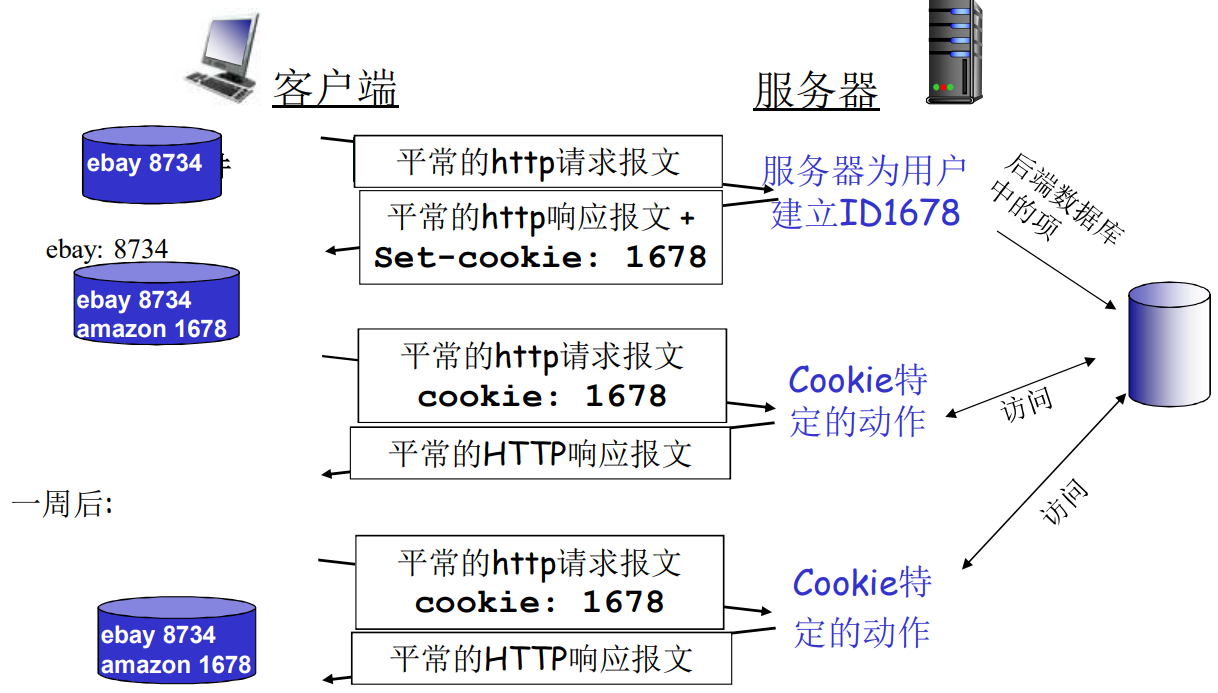 客户端
服务器
ebay 8734
平常的http请求报文
服务器为用户
建立ID1678
后端数据库
中的项
平常的http响应报文 +
Set-cookie: 1678
ebay: 8734
ebay 8734
amazon 1678
平常的http请求报文
cookie: 1678
Cookie特
定的动作
访问
平常的HTTP响应报文
一周后:
访问
平常的http请求报文
cookie: 1678
Cookie特
定的动作
ebay 8734
amazon 1678
平常的HTTP响应报文